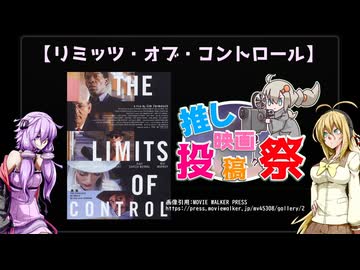 【リミッツ・オブ・コントロール】
THE
LIMITS
OF
CONTROL
推し
映画
投稿祭
画像引用:MOVIE WALKER PRESS
https://press.moviewalker.jp/mv45308/gallery/2